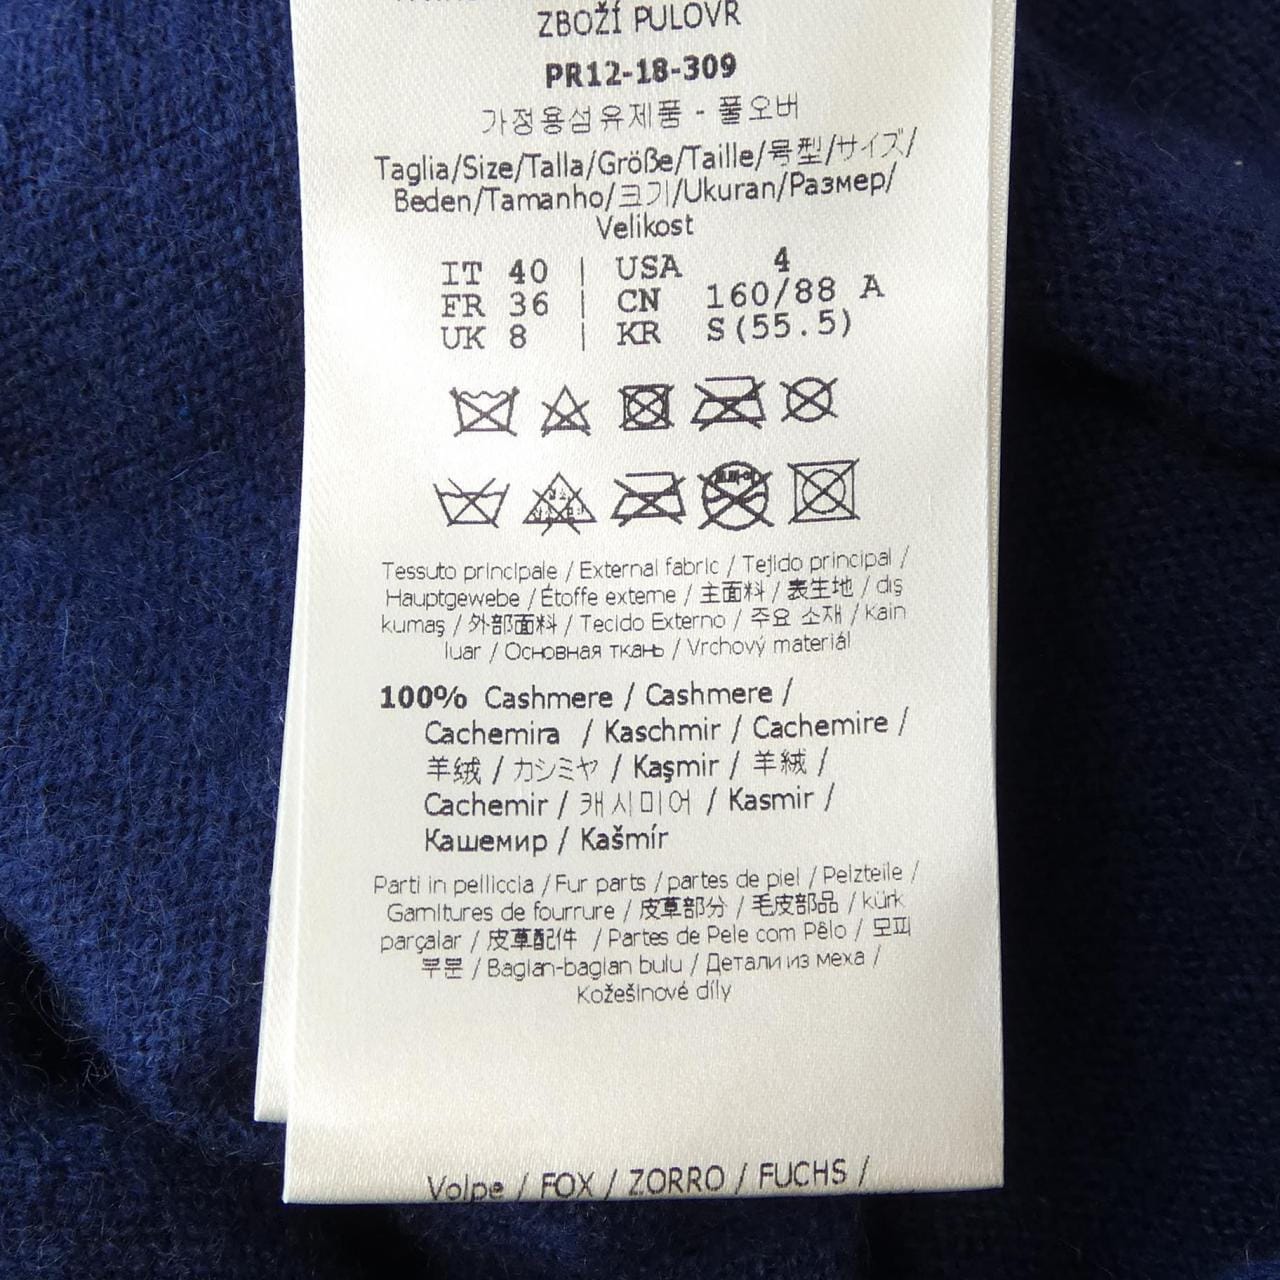 ZBOŽÍ PULOVR
PR12-18-309
가정용섬유제품 - 풀오버
Taglia/Size/Talla/Größe/Taille/号型/サイズ/
Beden/Tamanho/크기/Ukuran/Размер/
Velikost
IT 40 | USA 4
FR 36 | CN 160/88 A
UK 8 | KR S(55.5)
Tessuto principale / External fabric / Tejido principal /
Hauptgewebe / Étoffe externe / 主面料 / 表生地 / dış
kumaş / 外部面料 / Tecido Externo / 주요 소재 / kain
luar / Основная ткань / Vrchový materiál
100% Cashmere / Cashmere /
Cachemira / Kaschmir / Cachemire /
羊绒 / カシミヤ / Kaşmir / 羊絨 /
Cachemir / 캐시미어 / Kasmir /
Кашемир / Kašmír
Parti in pelliccia / Fur parts / partes de piel / Pelzteile /
Garnitures de fourrure / 皮草部分 / 毛皮部品 / kürk
parçalar / 皮草配件 / Partes de Pele com Pêlo / 모피
부분 / Bagian-bagian bulu / Детали из меха /
Kožešinové díly
Volpe / FOX / ZORRO / FUCHS /